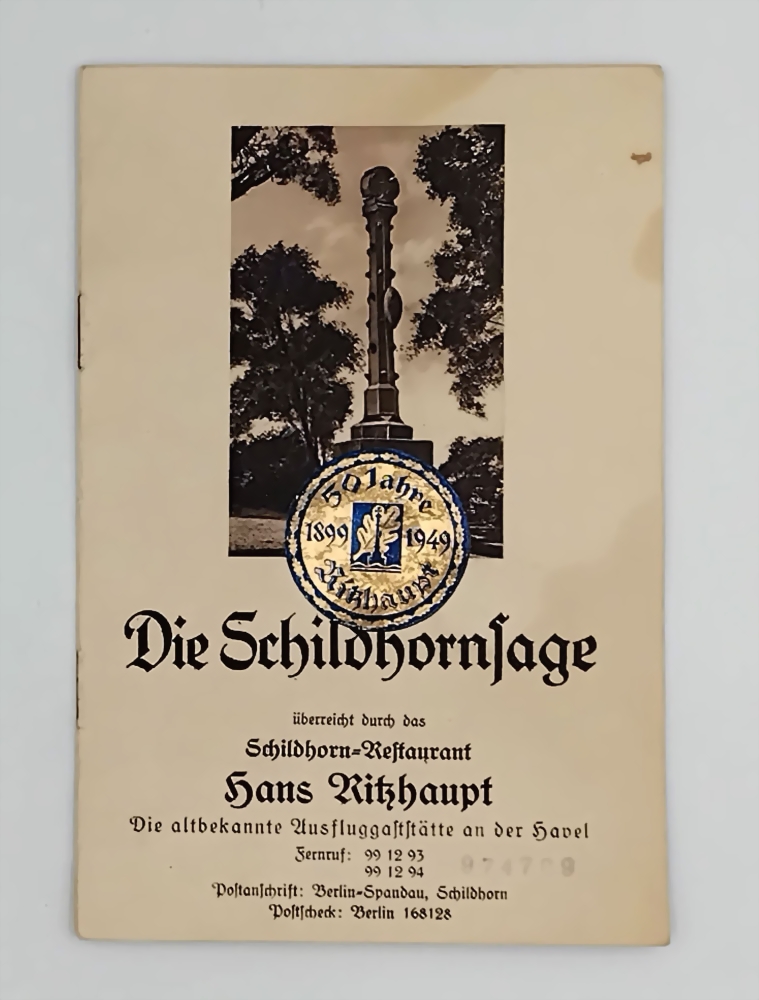 50 Jahre
1899 1949
Ritzhaupt
Die Schildhornsage
überreicht durch das
Schildhorn=Restaurant
Hans Ritzhaupt
Die altbekannte Ausfluggaststätte an der Havel
Fernruf: 99 12 93
99 12 94
Postanschrift: Berlin-Spandau, Schildhorn
Postscheck: Berlin 168128